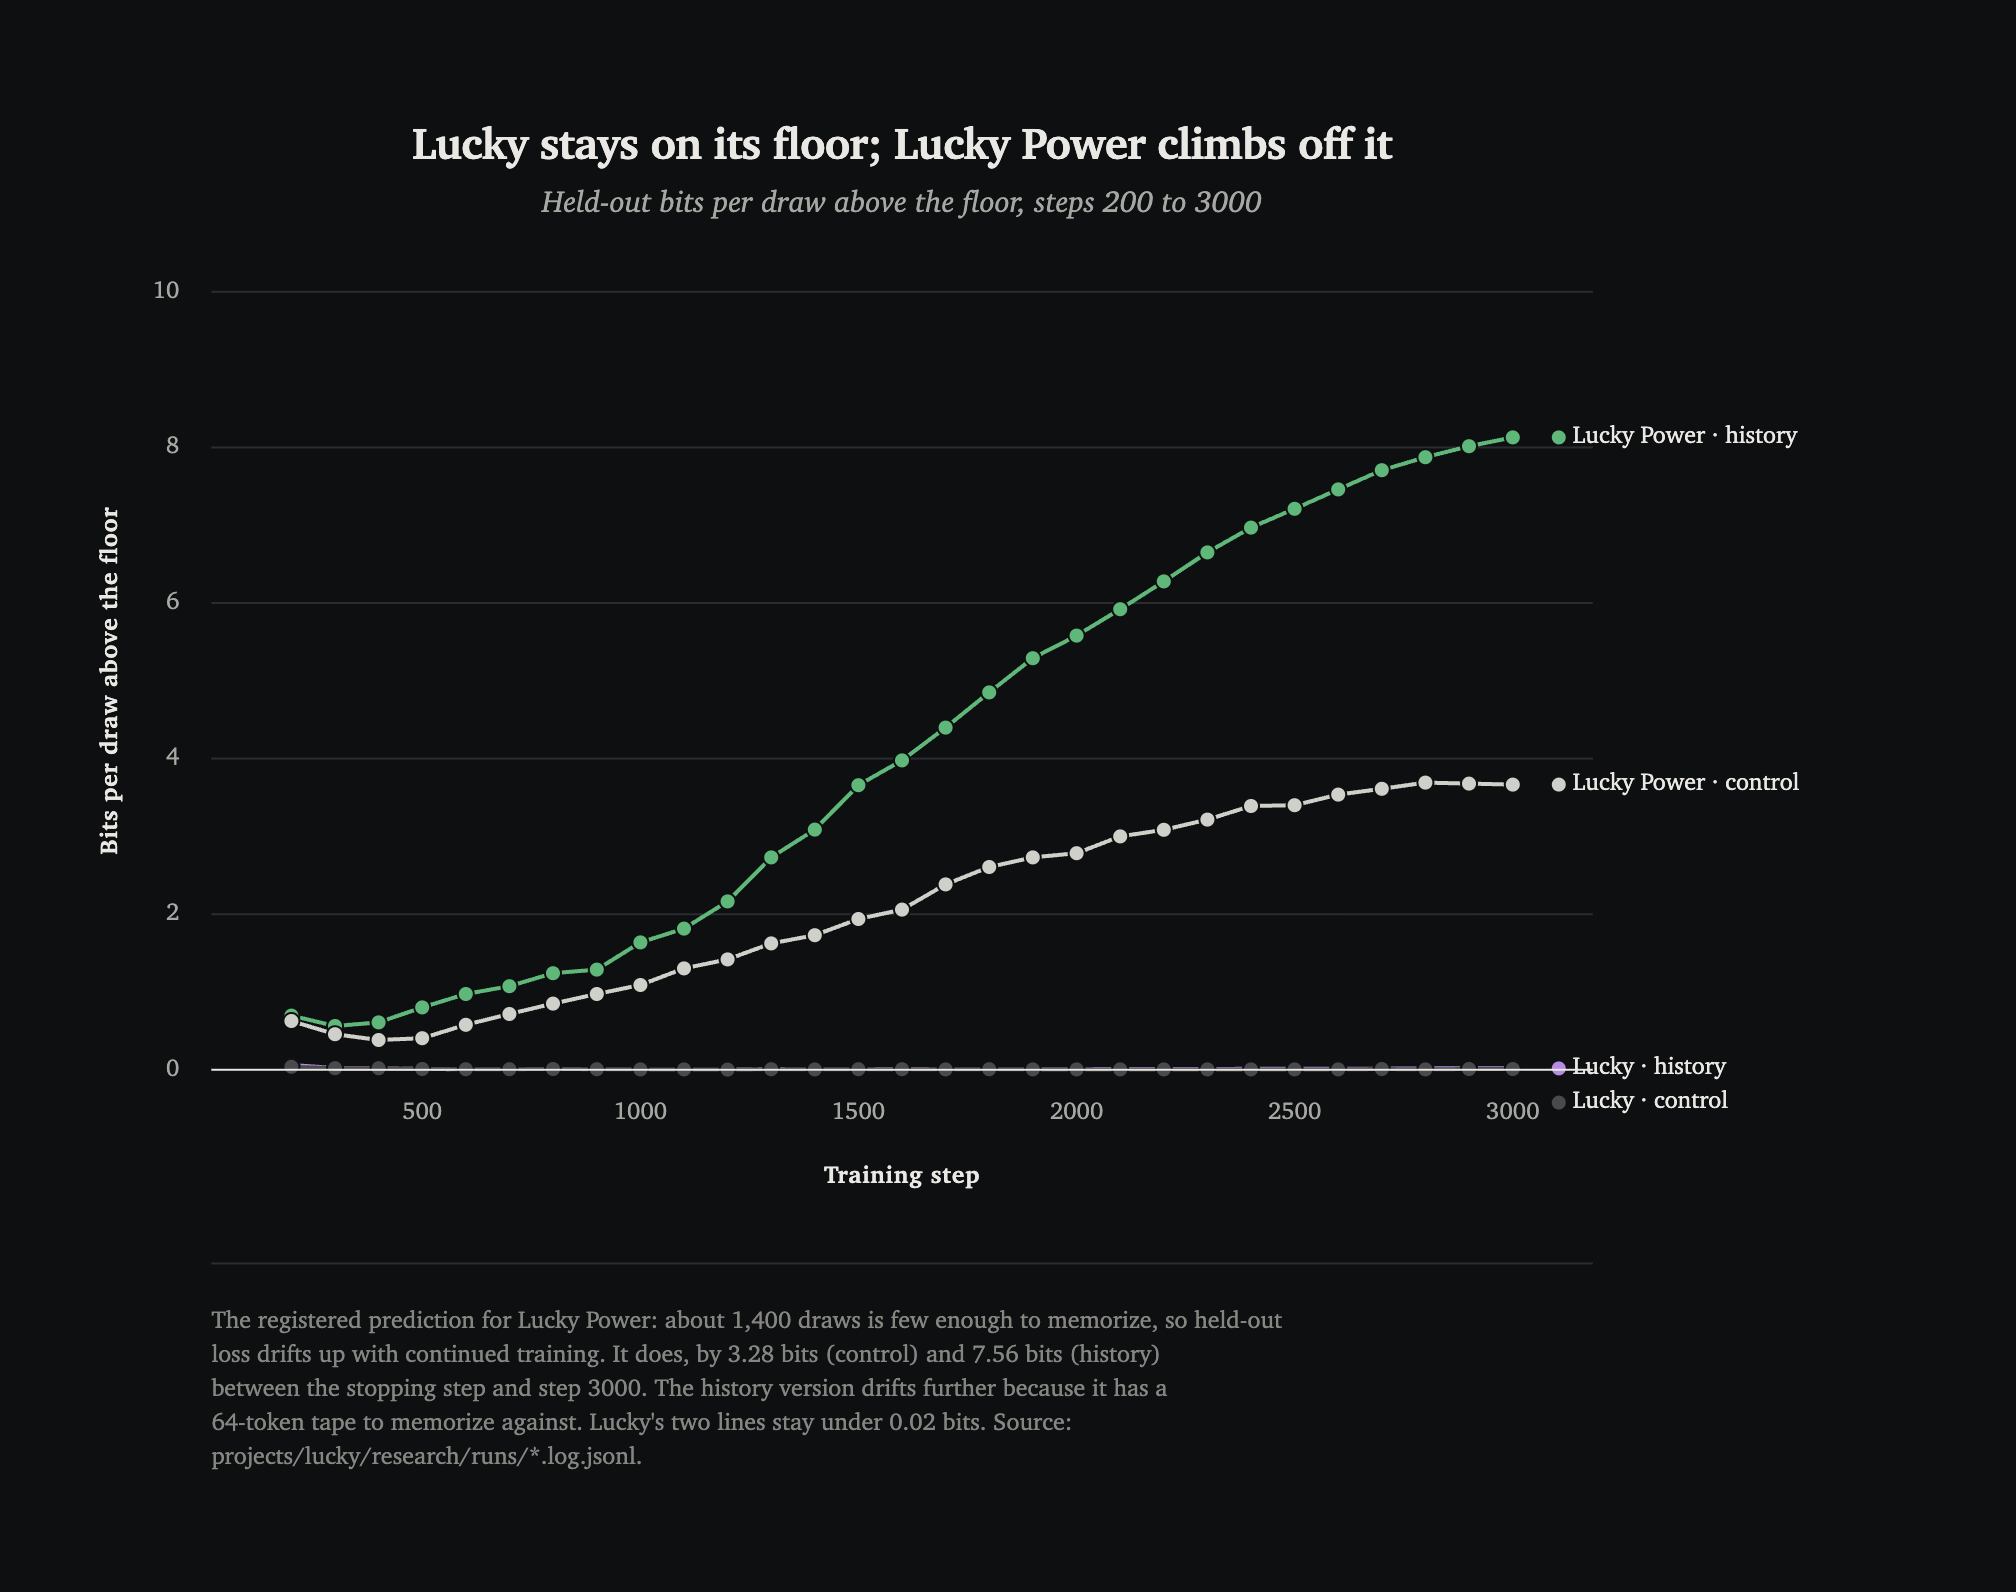 Lucky stays on its floor; Lucky Power climbs off it
Held-out bits per draw above the floor, steps 200 to 3000
Bits per draw above the floor
10
8
6
4
2
0
Lucky Power · history
Lucky Power · control
Lucky · history
Lucky · control
500 1000 1500 2000 2500 3000
Training step
The registered prediction for Lucky Power: about 1,400 draws is few enough to memorize, so held-out
loss drifts up with continued training. It does, by 3.28 bits (control) and 7.56 bits (history)
between the stopping step and step 3000. The history version drifts further because it has a
64-token tape to memorize against. Lucky's two lines stay under 0.02 bits. Source:
projects/lucky/research/runs/*.log.jsonl.